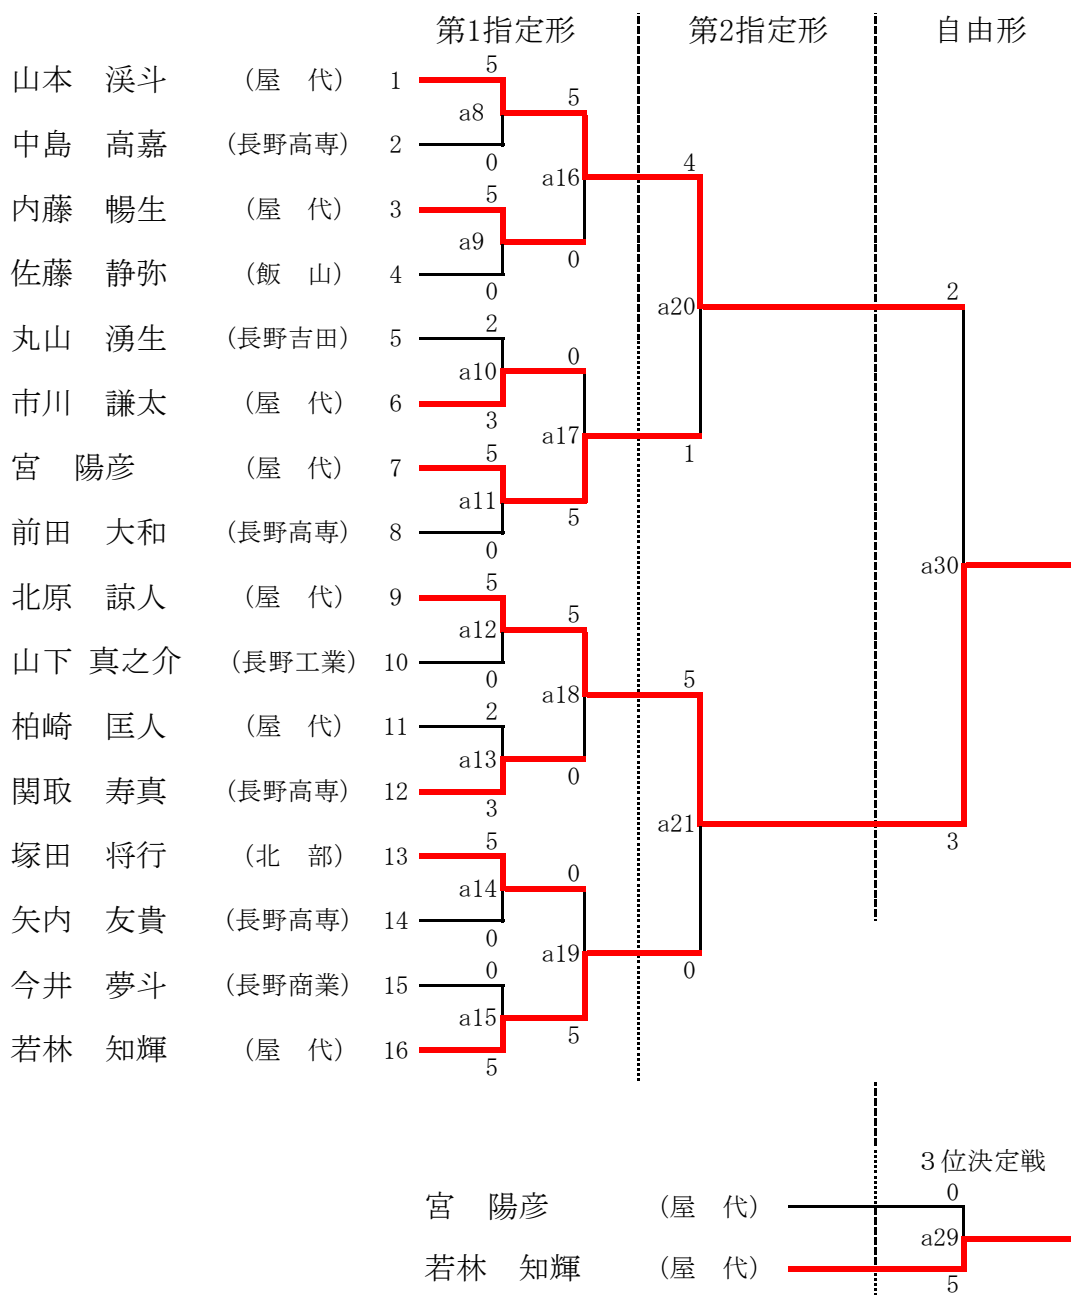 第1指定形 第2指定形 自由形
5
山本 渓斗 (屋 代) 1
5
a8
中島 高嘉 (長野高専) 2
0
4
a16
5
内藤 暢生 (屋 代) 3
a9
0
佐藤 静弥 (飯 山) 4
0
2
a20
2
丸山 湧生 (長野吉田) 5
0
a10
市川 謙太 (屋 代) 6
3
a17
5
1
宮 陽彦 (屋 代) 7
a11
5
前田 大和 (長野高専) 8
0
a30
5
北原 諒人 (屋 代) 9
5
a12
山下 真之介 (長野工業) 10
0
5
a18
2
柏崎 匡人 (屋 代) 11
a13
0
関取 寿真 (長野高専) 12
3
a21
5
3
塚田 将行 (北 部) 13
0
a14
矢内 友貴 (長野高専) 14
0
a19
0
0
今井 夢斗 (長野商業) 15
a15
5
若林 知輝 (屋 代) 16
5
3位決定戦
0
宮 陽彦 (屋 代)
a29
若林 知輝 (屋 代)
5